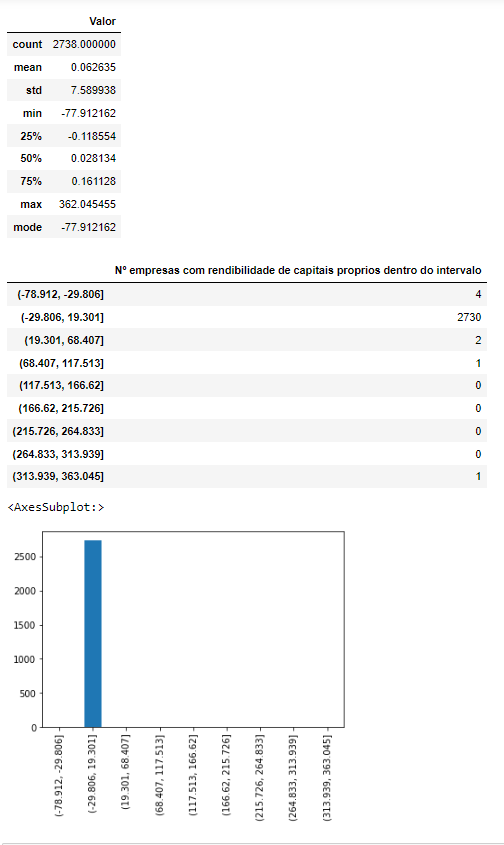 Valor
count 2738.000000
mean 0.062635
std 7.589938
min -77.912162
25% -0.118554
50% 0.028134
75% 0.161128
max 362.045455
mode -77.912162
Nº empresas com rendibilidade de capitais proprios dentro do intervalo
(-78.912, -29.806] 4
(-29.806, 19.301] 2730
(19.301, 68.407] 2
(68.407, 117.513] 1
(117.513, 166.62] 0
(166.62, 215.726] 0
(215.726, 264.833] 0
(264.833, 313.939] 0
(313.939, 363.045] 1
<AxesSubplot:>
2500
2000
1500
1000
500
0
(-78.912, -29.806]
(-29.806, 19.301]
(19.301, 68.407]
(68.407, 117.513]
(117.513, 166.62]
(166.62, 215.726]
(215.726, 264.833]
(264.833, 313.939]
(313.939, 363.045]